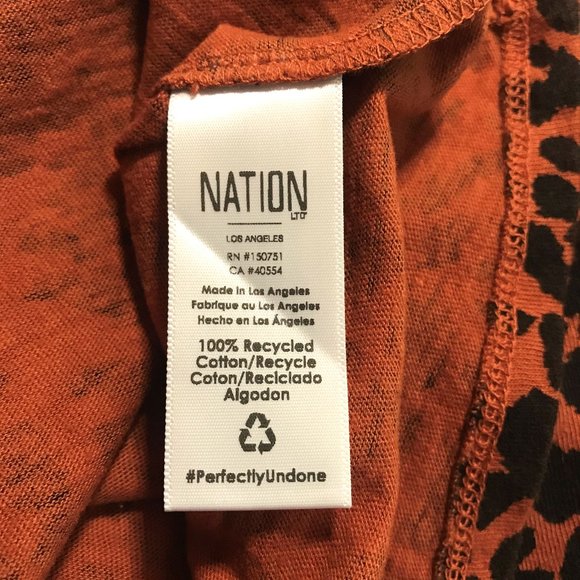 NATION
LTD
LOS ANGELES
RN #150751
CA #40554
Made in Los Angeles
Fabrique au Los Angeles
Hecho en Los Ángeles
100% Recycled
Cotton/Recycle
Coton/Reciclado
Algodon
#PerfectlyUndone